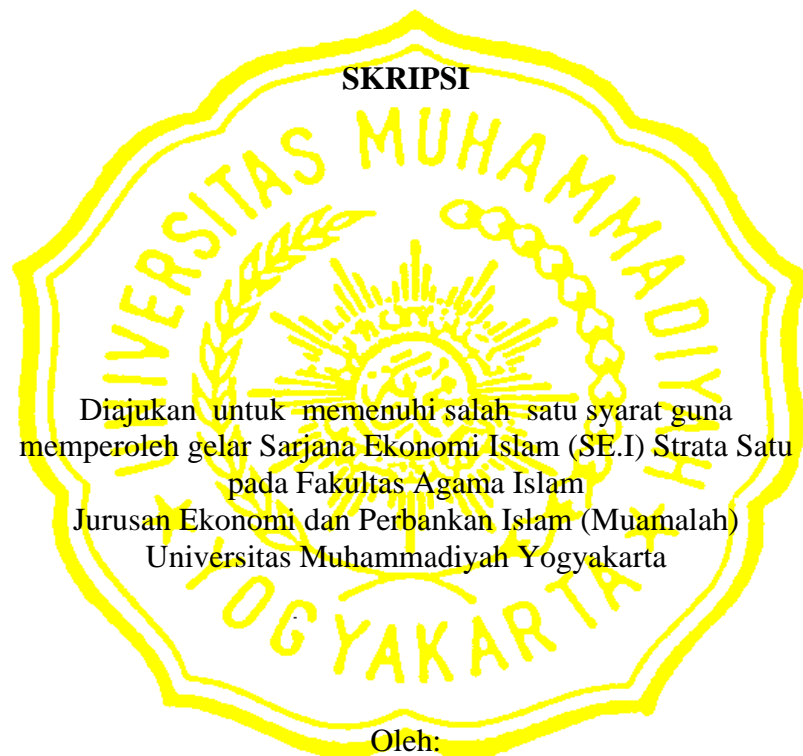 SKRIPSI
UNIVERSITAS MUHAMMADIYAH
YOGYAKARTA
Diajukan untuk memenuhi salah satu syarat guna
memperoleh gelar Sarjana Ekonomi Islam (SE.I) Strata Satu
pada Fakultas Agama Islam
Jurusan Ekonomi dan Perbankan Islam (Muamalah)
Universitas Muhammadiyah Yogyakarta
Oleh: